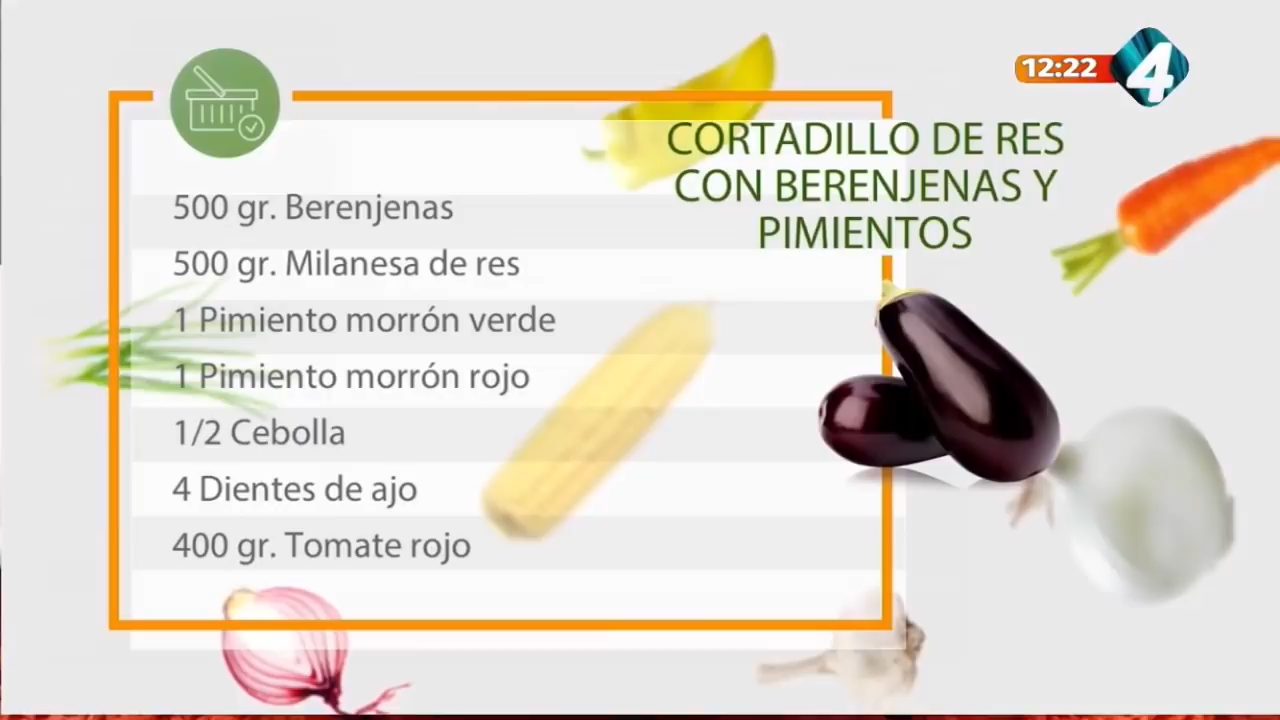 12:22
4
CORTADILLO DE RES
CON BERENJENAS Y
PIMIENTOS
500 gr. Berenjenas
500 gr. Milanesa de res
1 Pimiento morrón verde
1 Pimiento morrón rojo
1/2 Cebolla
4 Dientes de ajo
400 gr. Tomate rojo